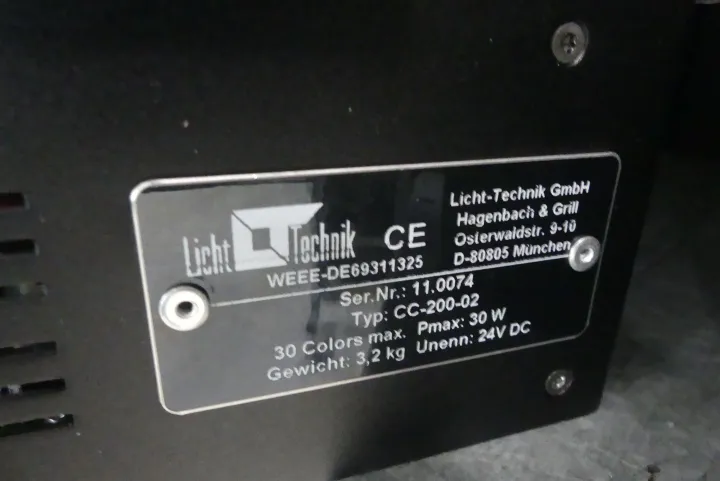 Licht Technik
CE
WEEE-DE69311325
Licht-Technik GmbH
Hagenbach & Grill
Osterwaldstr. 9-10
D-80805 München
Ser.Nr.: 11.0074
Typ: CC-200-02
30 Colors max. Pmax: 30 W
Gewicht: 3,2 kg Unenn: 24V DC